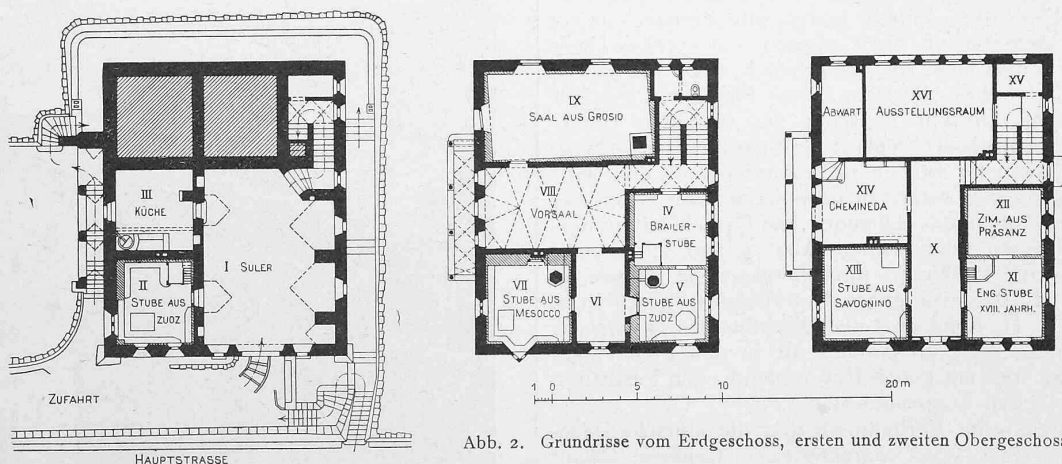 III
KÜCHE
I SULER
II
STUBE AUS
ZUOZ
ZUFAHRT
HAUPTSTRASSE
IX
SAAL AUS GROSIO
VIII
VORSAAL
IV
BRAILER-
STUBE
VII
STUBE AUS
MESOCCO
VI
V
STUBE AUS
ZUOZ
ABWART
XVI
AUSSTELLUNGSRAUM
XV
XIV
CHEMINEDA
X
XII
ZIM. AUS
PRÄSANZ
XIII
STUBE AUS
SAVOGNINO
XI
ENG. STUBE
XVIII. JAHRH.
1 0 5 10 20 m
Abb. 2. Grundrisse vom Erdgeschoss, ersten und zweiten Obergeschoss